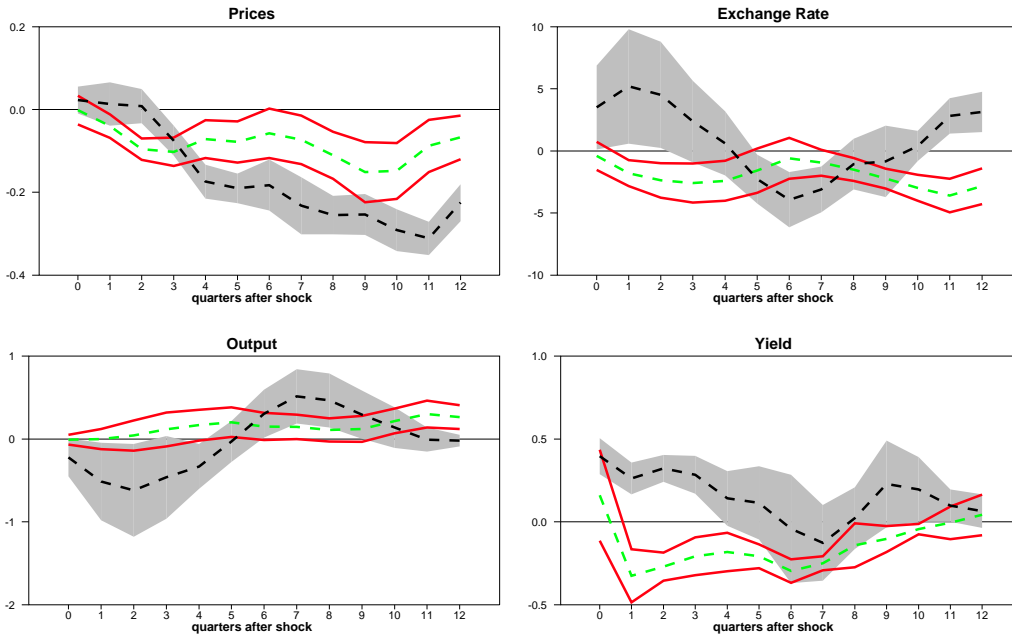 Prices
0.2
0.0
-0.2
-0.4
0 1 2 3 4 5 6 7 8 9 10 11 12
quarters after shock
Exchange Rate
10
5
0
-5
-10
0 1 2 3 4 5 6 7 8 9 10 11 12
quarters after shock
Output
1
0
-1
-2
0 1 2 3 4 5 6 7 8 9 10 11 12
quarters after shock
Yield
1.0
0.5
0.0
-0.5
0 1 2 3 4 5 6 7 8 9 10 11 12
quarters after shock